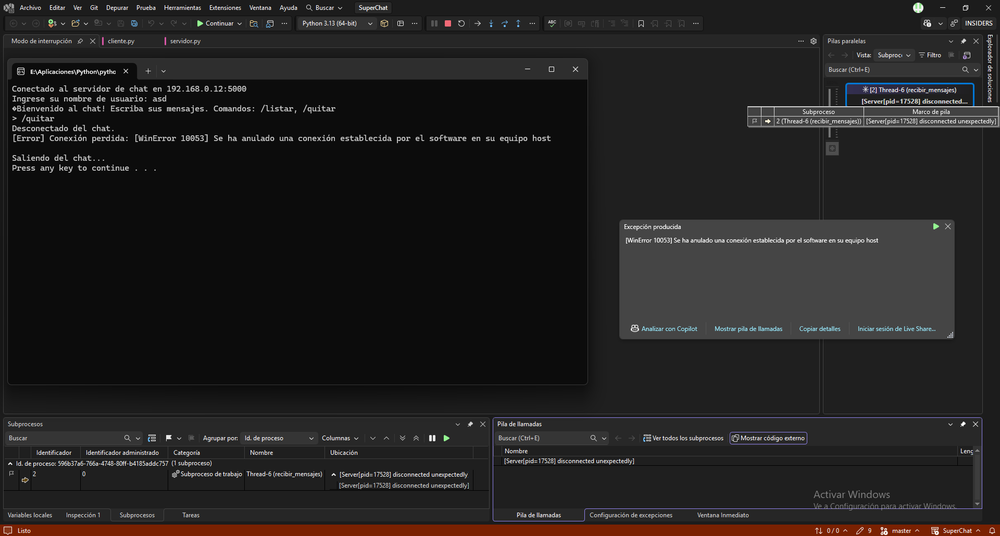 Archivo Editar Ver Git Depurar Prueba Herramientas Extensiones Ventana Ayuda Buscar SuperChat
Continuar Python 3.13 (64-bit) ABC INSIDERS
Modo de interrupción cliente.py servidor.py
E:\Aplicaciones\Python\pytho
Conectado al servidor de chat en 192.168.0.12:5000
Ingrese su nombre de usuario: asd
�Bienvenido al chat! Escriba sus mensajes. Comandos: /listar, /quitar
> /quitar
Desconectado del chat.
[Error] Conexión perdida: [WinError 10053] Se ha anulado una conexión establecida por el software en su equipo host
Saliendo del chat...
Press any key to continue . . .
Pilas paralelas
Vista: Subproc Filtro
Buscar (Ctrl+E)
[2] Thread-6 (recibir_mensajes)
[Server[pid=17528] disconnected...
Subproceso Marco de pila
2 (Thread-6 (recibir_mensajes)) [Server[pid=17528] disconnected unexpectedly]
Explorador de soluciones
Excepción producida
[WinError 10053] Se ha anulado una conexión establecida por el software en su equipo host
Analizar con Copilot Mostrar pila de llamadas Copiar detalles Iniciar sesión de Live Share...
Subprocesos
Buscar Agrupar por: Id. de proceso Columnas
Identificador Identificador administrado Categoría Nombre Ubicación
Id. de proceso: 596b37a6-766a-4748-80ff-b4185addc757 (1 subproceso)
2 0 Subproceso de trabajo Thread-6 (recibir_mensajes) [Server[pid=17528] disconnected unexpectedly
[Server[pid=17528] disconnected unexpectedly]
Variables locales Inspección 1 Subprocesos Tareas
Pila de llamadas
Buscar (Ctrl+E) Ver todos los subprocesos Mostrar código externo
Nombre Leng
[Server[pid=17528] disconnected unexpectedly]
Activar Windows
Ve a Configuración para activar Windows.
Pila de llamadas Configuración de excepciones Ventana Inmediato
Listo 0 / 0 9 master SuperChat